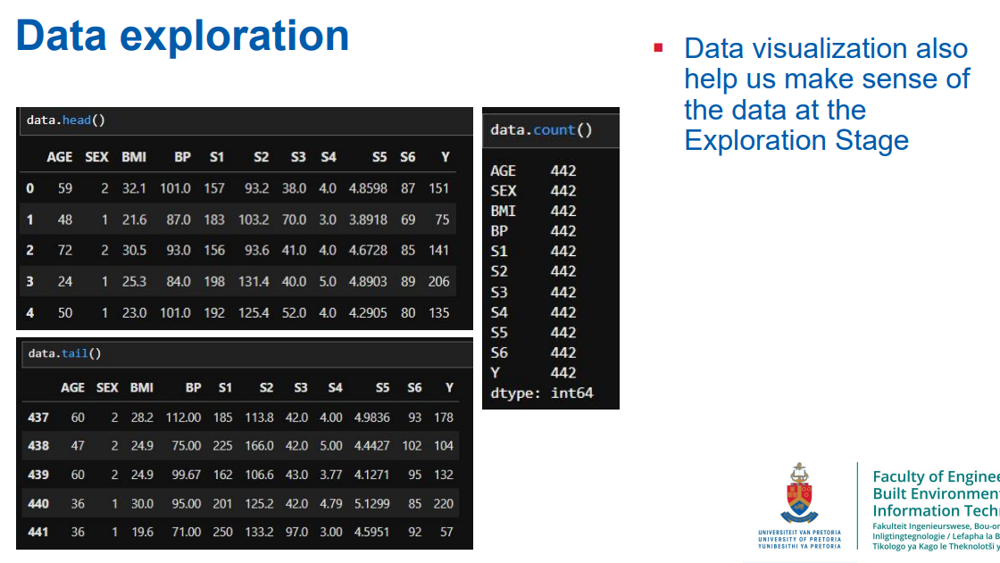 Data exploration
data.head()
AGE SEX BMI BP S1 S2 S3 S4 S5 S6 Y
0 59 2 32.1 101.0 157 93.2 38.0 4.0 4.8598 87 151
1 48 1 21.6 87.0 183 103.2 70.0 3.0 3.8918 69 75
2 72 2 30.5 93.0 156 93.6 41.0 4.0 4.6728 85 141
3 24 1 25.3 84.0 198 131.4 40.0 5.0 4.8903 89 206
4 50 1 23.0 101.0 192 125.4 52.0 4.0 4.2905 80 135
data.tail()
AGE SEX BMI BP S1 S2 S3 S4 S5 S6 Y
437 60 2 28.2 112.00 185 113.8 42.0 4.00 4.9836 93 178
438 47 2 24.9 75.00 225 166.0 42.0 5.00 4.4427 102 104
439 60 2 24.9 99.67 162 106.6 43.0 3.77 4.1271 95 132
440 36 1 30.0 95.00 201 125.2 42.0 4.79 5.1299 85 220
441 36 1 19.6 71.00 250 133.2 97.0 3.00 4.5951 92 57
data.count()
AGE 442
SEX 442
BMI 442
BP 442
S1 442
S2 442
S3 442
S4 442
S5 442
S6 442
Y 442
dtype: int64
▪ Data visualization also
help us make sense of
the data at the
Exploration Stage
UNIVERSITEIT VAN PRETORIA
UNIVERSITY OF PRETORIA
YUNIBESITHI YA PRETORIA
Faculty of Enginee
Built Environment
Information Tech
Fakulteit Ingenieurswese, Bou-o
Inligtingtegnologie / Lefapha la B
Tikologo ya Kago le Theknolotši y